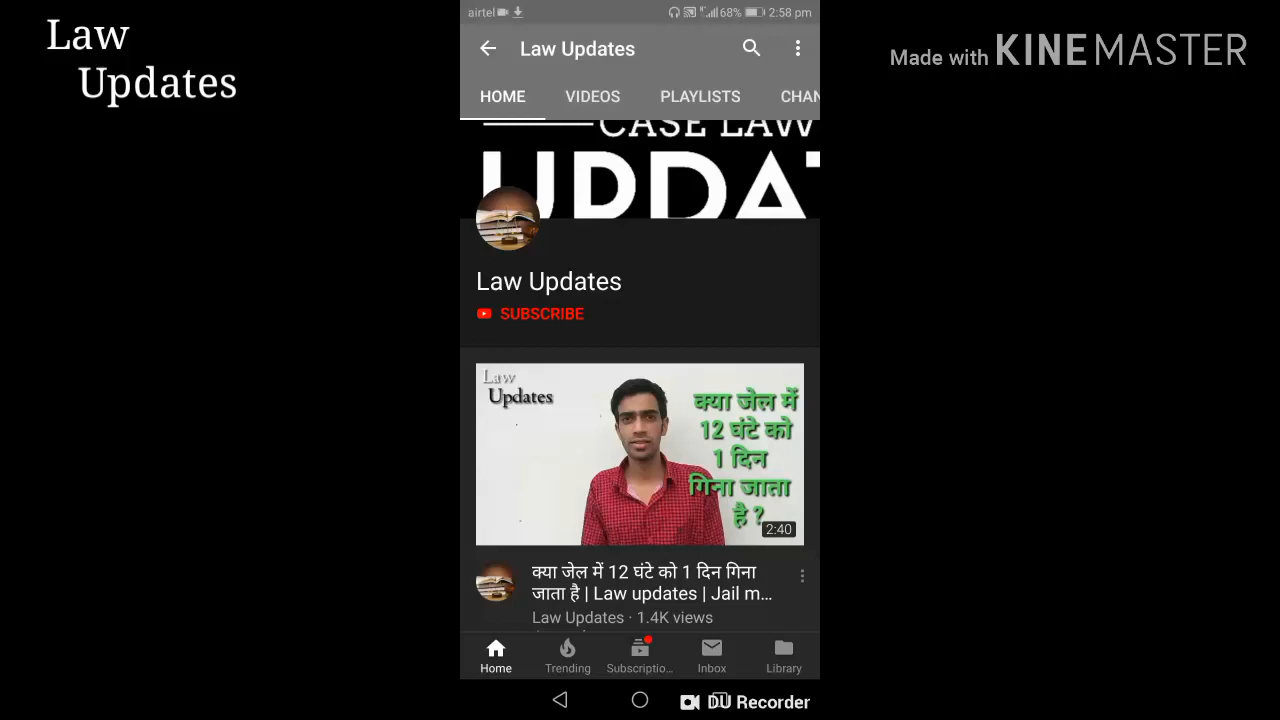 Law
Updates
Made with KINEMASTER
airtel 68% 2:58 pm
Law Updates
HOME VIDEOS PLAYLISTS CHAN
CASE LAW
UPDA
Law Updates
SUBSCRIBE
Law
Updates
क्या जेल में
12 घंटे को
1 दिन
गिना जाता
है ?
2:40
क्या जेल में 12 घंटे को 1 दिन गिना
जाता है | Law updates | Jail m...
Law Updates · 1.4K views
Home Trending Subscriptio... Inbox Library
DU Recorder